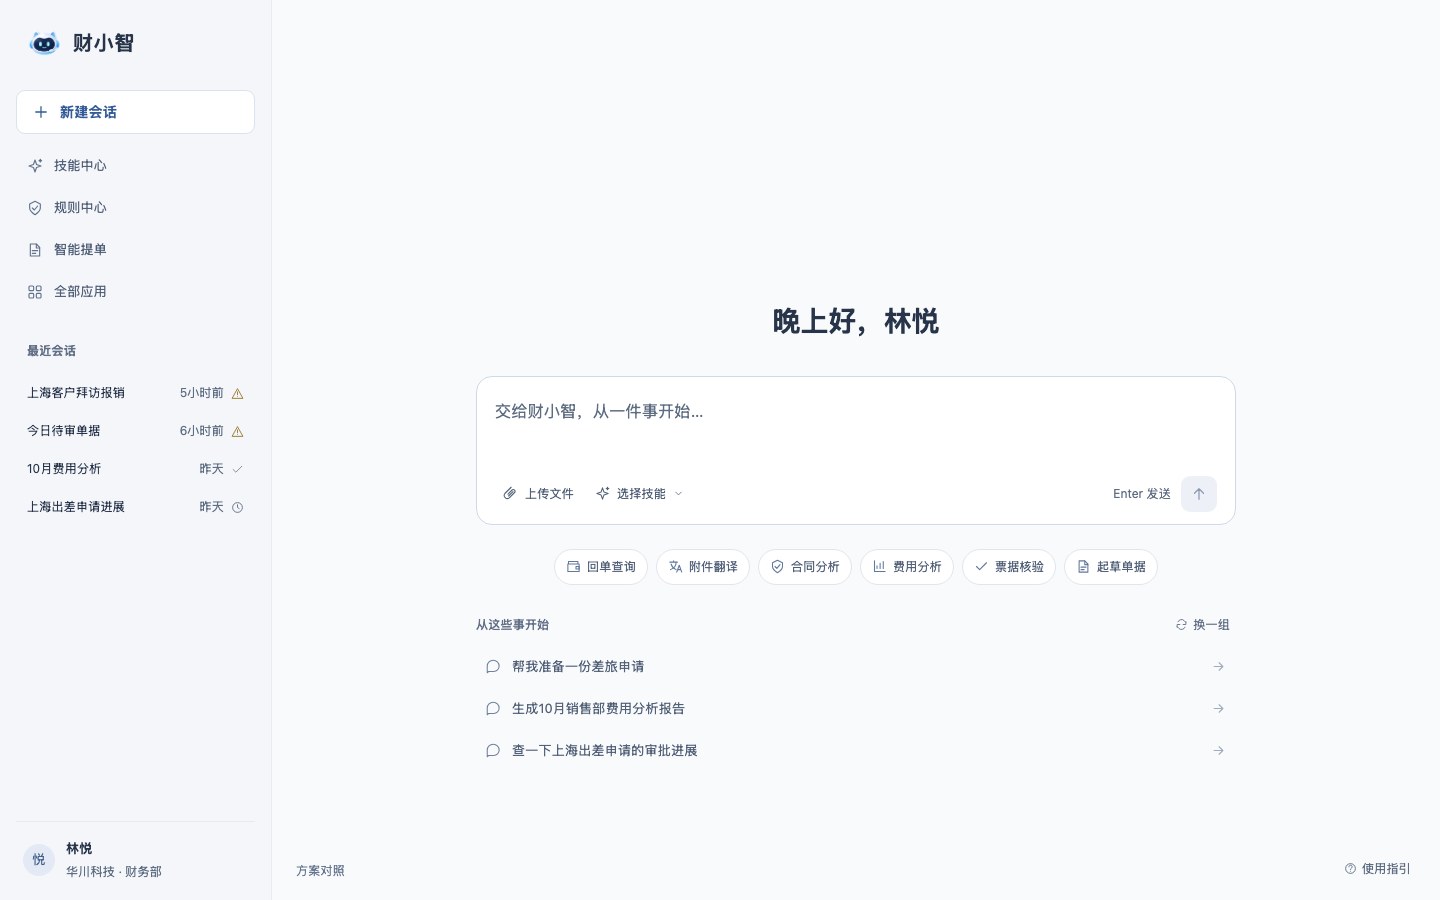 财小智
新建会话
技能中心
规则中心
智能提单
全部应用
最近会话
上海客户拜访报销 5小时前
今日待审单据 6小时前
10月费用分析 昨天
上海出差申请进展 昨天
悦
林悦
华川科技 · 财务部
晚上好，林悦
交给财小智，从一件事开始...
上传文件 选择技能 Enter 发送
回单查询 附件翻译 合同分析 费用分析 票据核验 起草单据
从这些事开始 换一组
帮我准备一份差旅申请
生成10月销售部费用分析报告
查一下上海出差申请的审批进展
方案对照
使用指引